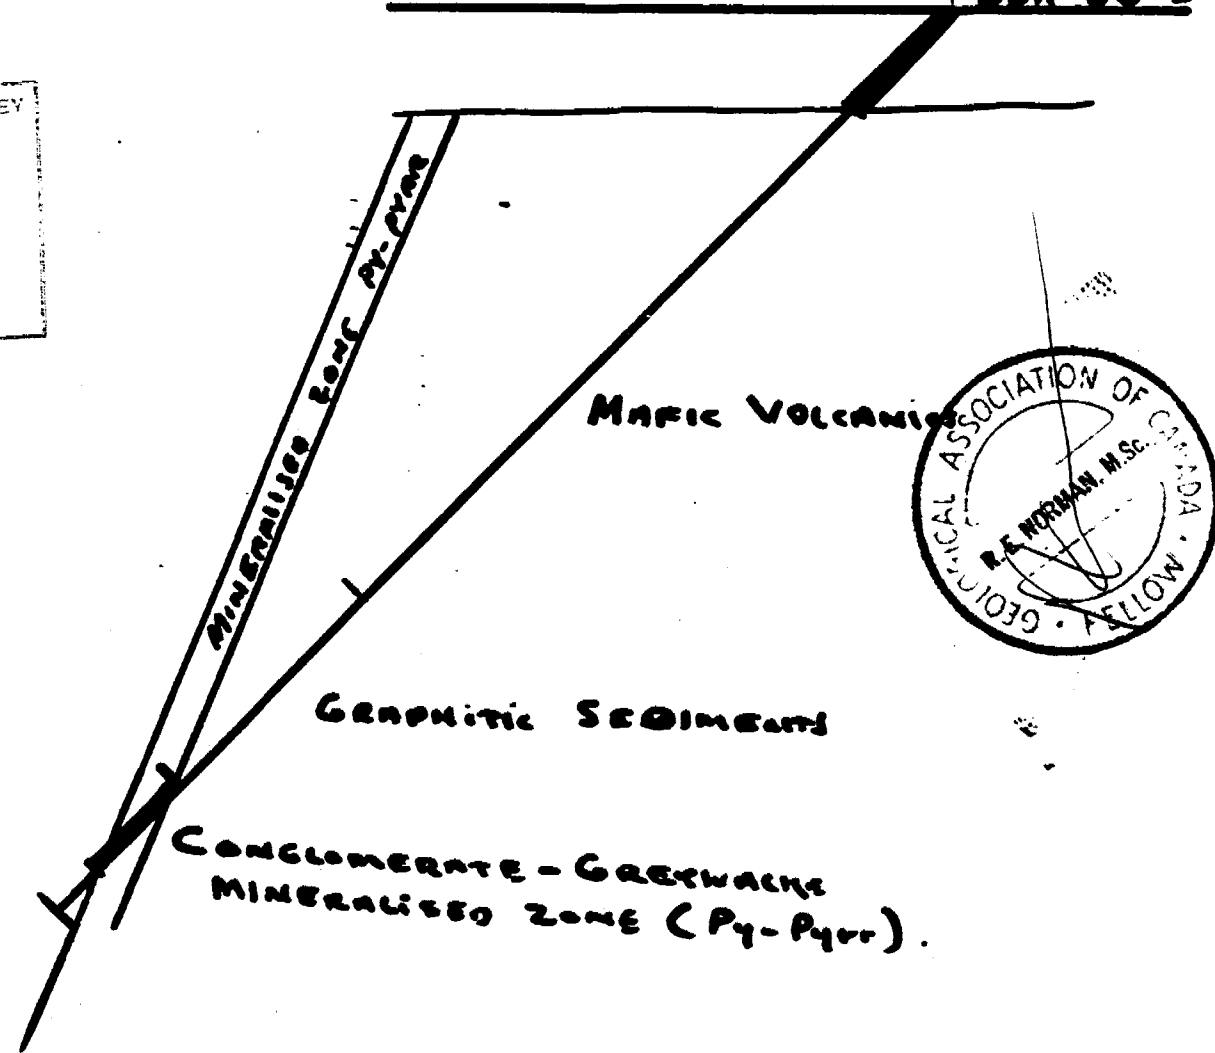 EY
MINERALISED ZONE PY-PYRR
MAFIC VOLCANICS
GEOLOGICAL ASSOCIATION OF CANADA · FELLOW ·
R. E. NORMAN, M.Sc.
GRAPHITIC SEDIMENTS
CONGLOMERATE - GREYWACKE
MINERALISED ZONE (Py-Pyrr).